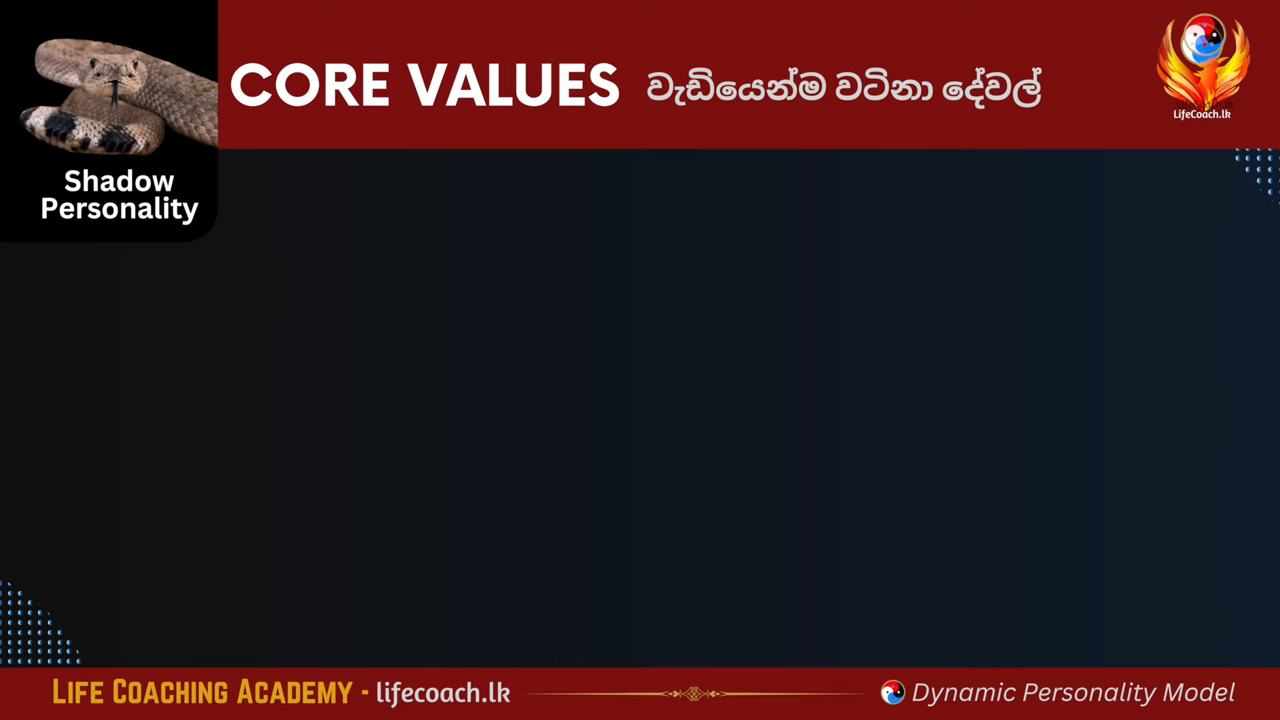 CORE VALUES වැඩියෙන්ම වටිනා දේවල්
LifeCoach.lk
Shadow
Personality
LIFE COACHING ACADEMY - lifecoach.lk
Dynamic Personality Model